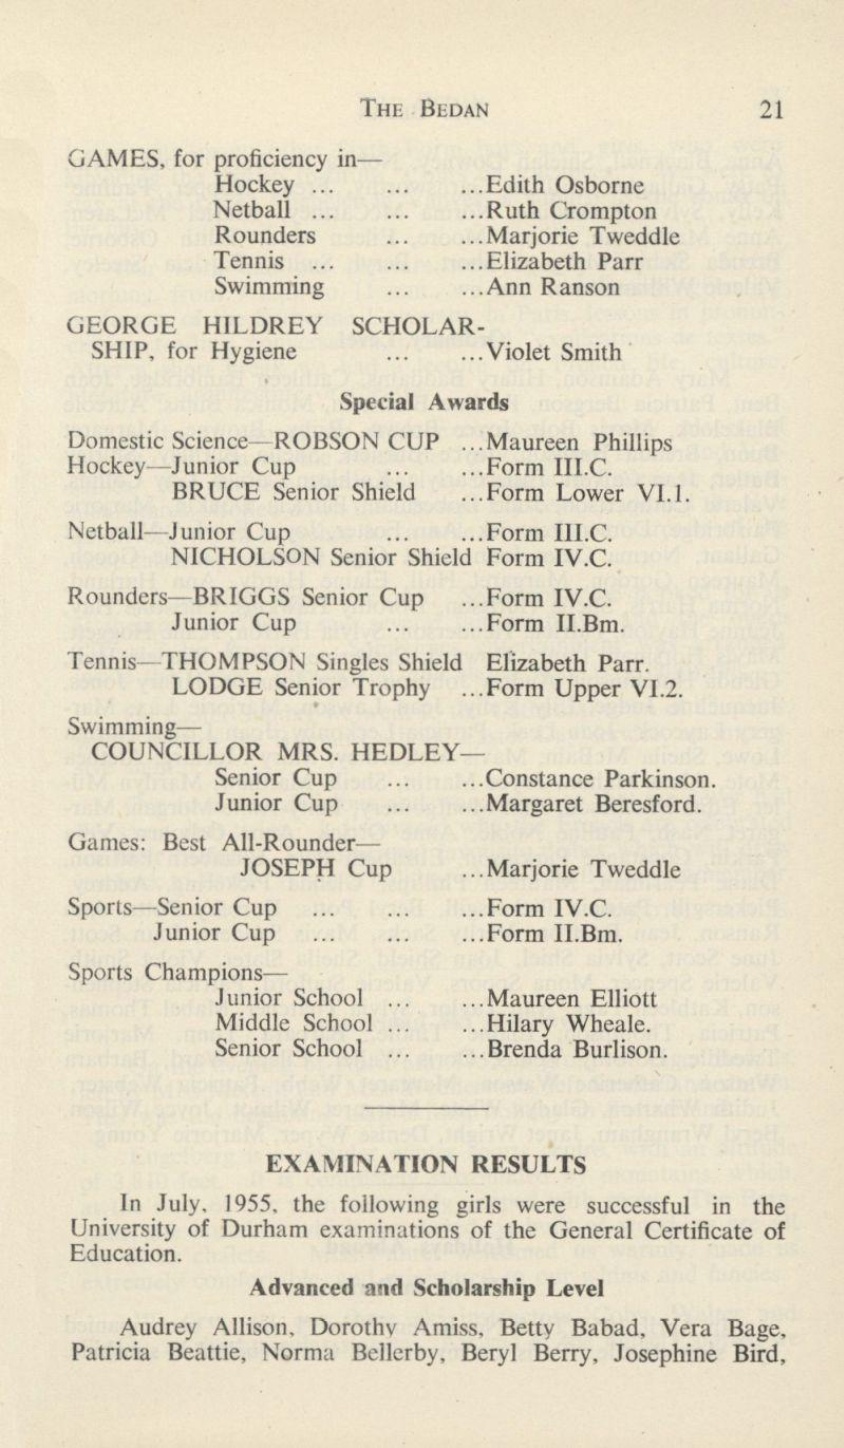 THE BEDAN 21
GAMES, for proficiency in—
Hockey ... ... ...Edith Osborne
Netball ... ... ...Ruth Crompton
Rounders ... ...Marjorie Tweddle
Tennis ... ... ...Elizabeth Parr
Swimming ... ...Ann Ranson
GEORGE HILDREY SCHOLAR-
SHIP, for Hygiene ... ...Violet Smith
Special Awards
Domestic Science—ROBSON CUP ...Maureen Phillips
Hockey—Junior Cup ... ...Form III.C.
BRUCE Senior Shield ...Form Lower VI.1.
Netball—Junior Cup ... ...Form III.C.
NICHOLSON Senior Shield Form IV.C.
Rounders—BRIGGS Senior Cup ...Form IV.C.
Junior Cup ... ...Form II.Bm.
Tennis—THOMPSON Singles Shield Elizabeth Parr.
LODGE Senior Trophy ...Form Upper VI.2.
Swimming—
COUNCILLOR MRS. HEDLEY—
Senior Cup ... ...Constance Parkinson.
Junior Cup ... ...Margaret Beresford.
Games: Best All-Rounder—
JOSEPH Cup ...Marjorie Tweddle
Sports—Senior Cup ... ... ...Form IV.C.
Junior Cup ... ... ...Form II.Bm.
Sports Champions—
Junior School ... ...Maureen Elliott
Middle School ... ...Hilary Wheale.
Senior School ... ...Brenda Burlison.
EXAMINATION RESULTS
In July, 1955, the following girls were successful in the
University of Durham examinations of the General Certificate of
Education.
Advanced and Scholarship Level
Audrey Allison, Dorothy Amiss, Betty Babad, Vera Bage,
Patricia Beattie, Norma Bellerby, Beryl Berry, Josephine Bird,